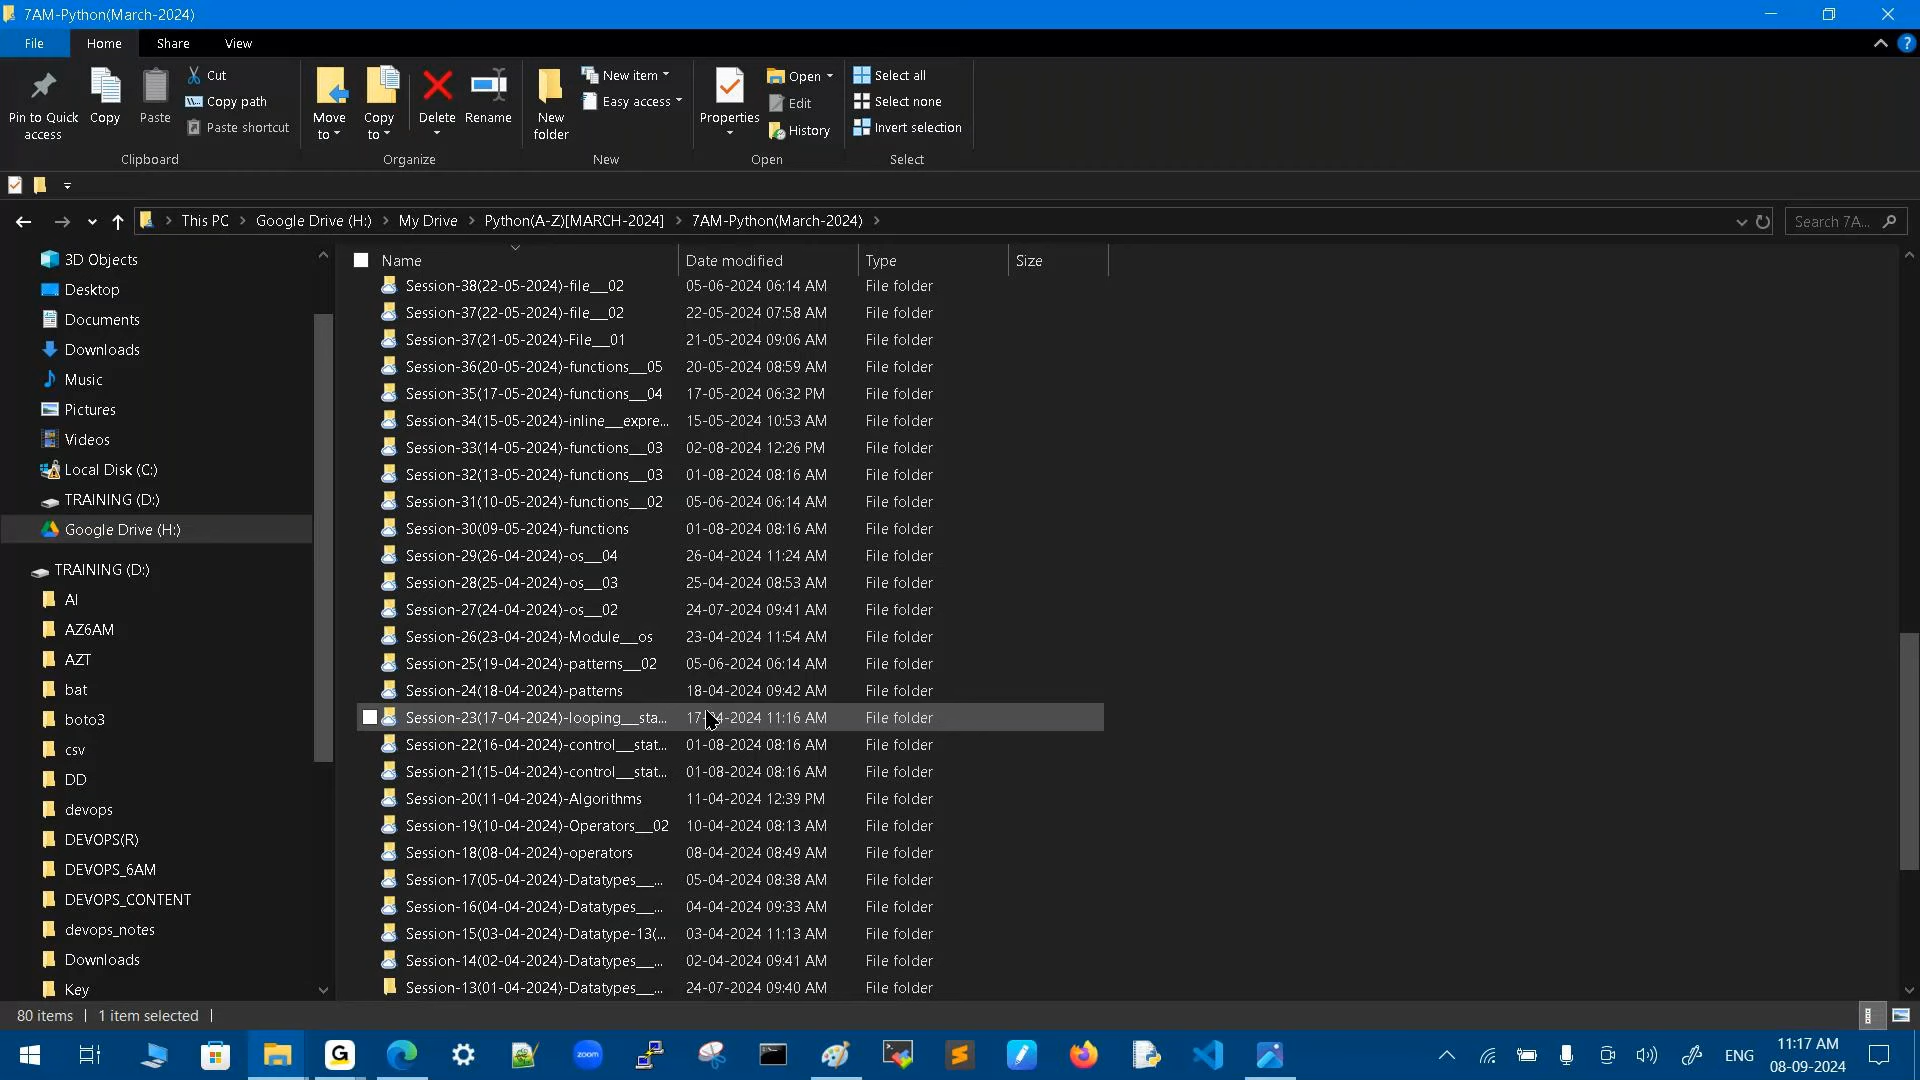 7AM-Python(March-2024)
File
Home
Share
View
Pin to Quick access
Copy
Paste
Cut
Copy path
Paste shortcut
Clipboard
Move to
Copy to
Delete
Rename
Organize
New folder
New item
Easy access
New
Properties
Open
Edit
History
Open
Select all
Select none
Invert selection
Select
This PC > Google Drive (H:) > My Drive > Python(A-Z)[MARCH-2024] > 7AM-Python(March-2024) >
Search 7A...
3D Objects
Desktop
Documents
Downloads
Music
Pictures
Videos
Local Disk (C:)
TRAINING (D:)
Google Drive (H:)
TRAINING (D:)
AI
AZ6AM
AZT
bat
boto3
csv
DD
devops
DEVOPS(R)
DEVOPS_6AM
DEVOPS_CONTENT
devops_notes
Downloads
Key
Name Date modified Type Size
Session-38(22-05-2024)-file__02 05-06-2024 06:14 AM File folder
Session-37(22-05-2024)-file__02 22-05-2024 07:58 AM File folder
Session-37(21-05-2024)-File__01 21-05-2024 09:06 AM File folder
Session-36(20-05-2024)-functions__05 20-05-2024 08:59 AM File folder
Session-35(17-05-2024)-functions__04 17-05-2024 06:32 PM File folder
Session-34(15-05-2024)-inline__expre... 15-05-2024 10:53 AM File folder
Session-33(14-05-2024)-functions__03 02-08-2024 12:26 PM File folder
Session-32(13-05-2024)-functions__03 01-08-2024 08:16 AM File folder
Session-31(10-05-2024)-functions__02 05-06-2024 06:14 AM File folder
Session-30(09-05-2024)-functions 01-08-2024 08:16 AM File folder
Session-29(26-04-2024)-os__04 26-04-2024 11:24 AM File folder
Session-28(25-04-2024)-os__03 25-04-2024 08:53 AM File folder
Session-27(24-04-2024)-os__02 24-07-2024 09:41 AM File folder
Session-26(23-04-2024)-Module__os 23-04-2024 11:54 AM File folder
Session-25(19-04-2024)-patterns__02 05-06-2024 06:14 AM File folder
Session-24(18-04-2024)-patterns 18-04-2024 09:42 AM File folder
Session-23(17-04-2024)-looping__sta... 17-04-2024 11:16 AM File folder
Session-22(16-04-2024)-control__stat... 01-08-2024 08:16 AM File folder
Session-21(15-04-2024)-control__stat... 01-08-2024 08:16 AM File folder
Session-20(11-04-2024)-Algorithms 11-04-2024 12:39 PM File folder
Session-19(10-04-2024)-Operators__02 10-04-2024 08:13 AM File folder
Session-18(08-04-2024)-operators 08-04-2024 08:49 AM File folder
Session-17(05-04-2024)-Datatypes__... 05-04-2024 08:38 AM File folder
Session-16(04-04-2024)-Datatypes__... 04-04-2024 09:33 AM File folder
Session-15(03-04-2024)-Datatype-13(... 03-04-2024 11:13 AM File folder
Session-14(02-04-2024)-Datatypes__... 02-04-2024 09:41 AM File folder
Session-13(01-04-2024)-Datatypes__... 24-07-2024 09:40 AM File folder
80 items | 1 item selected |
zoom
ENG
11:17 AM
08-09-2024